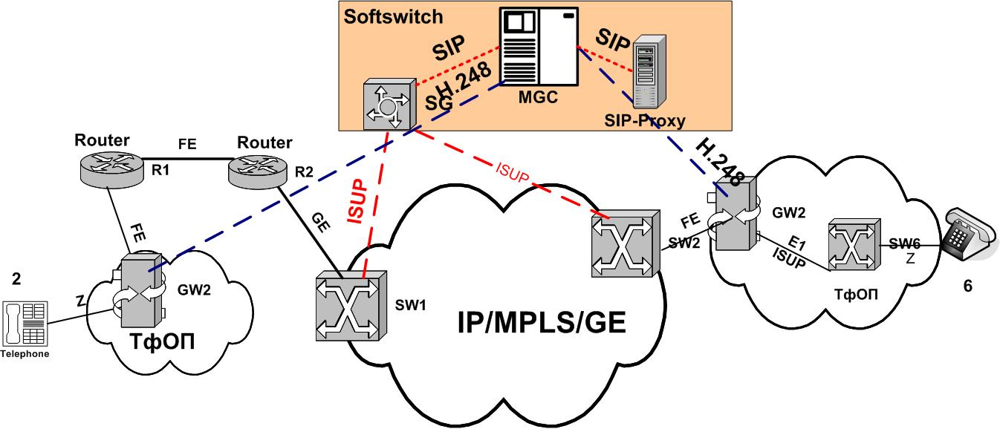 Softswitch
SIP
SIP
H.248
SG
MGC
SIP-Proxy
Router
FE
Router
R1
R2
H.248
ISUP
ISUP
GE
FE
FE
SW2
GW2
E1
ISUP
SW6
Z
6
ТфОП
2
Z
GW2
ТфОП
Telephone
SW1
IP/MPLS/GE